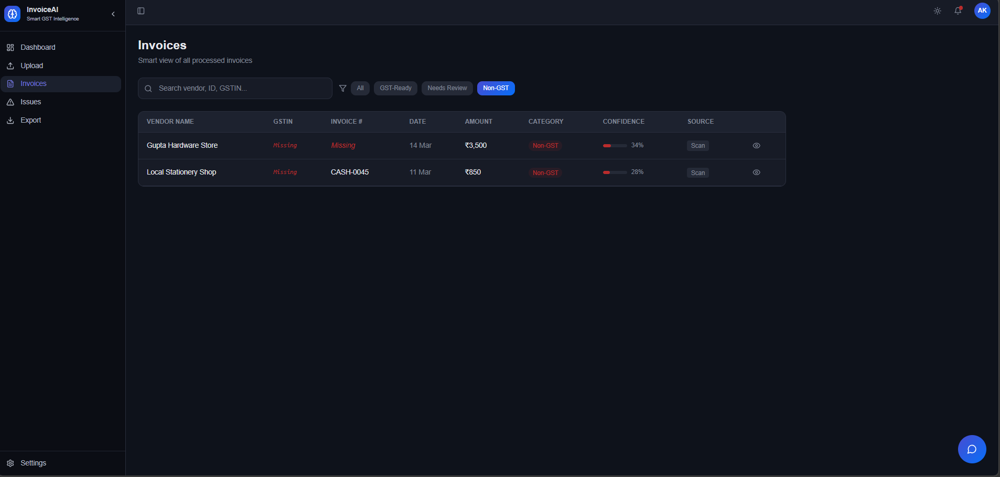 InvoiceAI
Smart GST Intelligence
AK
Dashboard
Upload
Invoices
Issues
Export
Settings
Invoices
Smart view of all processed invoices
Search vendor, ID, GSTIN...
All GST-Ready Needs Review Non-GST
VENDOR NAME GSTIN INVOICE # DATE AMOUNT CATEGORY CONFIDENCE SOURCE
Gupta Hardware Store Missing Missing 14 Mar ₹3,500 Non-GST 34% Scan
Local Stationery Shop Missing CASH-0045 11 Mar ₹850 Non-GST 28% Scan